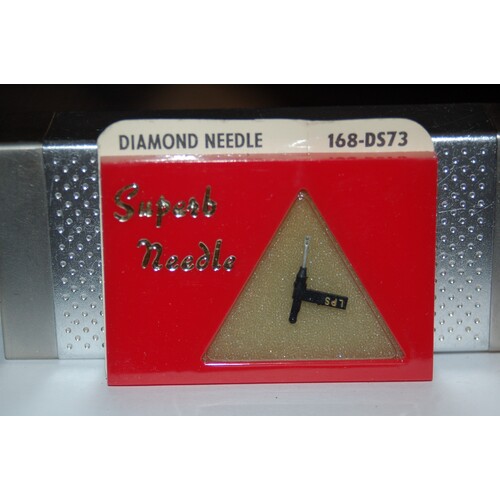 DIAMOND NEEDLE 168-DS73
Superb
Needle
LPS